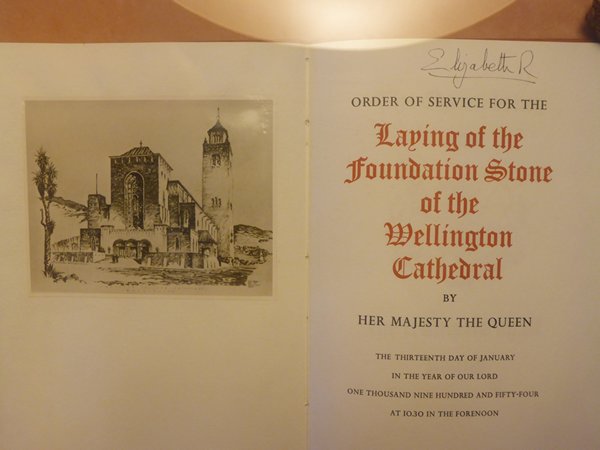 Elizabeth R
ORDER OF SERVICE FOR THE
Laying of the
Foundation Stone
of the
Wellington
Cathedral
BY
HER MAJESTY THE QUEEN
THE THIRTEENTH DAY OF JANUARY
IN THE YEAR OF OUR LORD
ONE THOUSAND NINE HUNDRED AND FIFTY-FOUR
AT 10.30 IN THE FORENOON